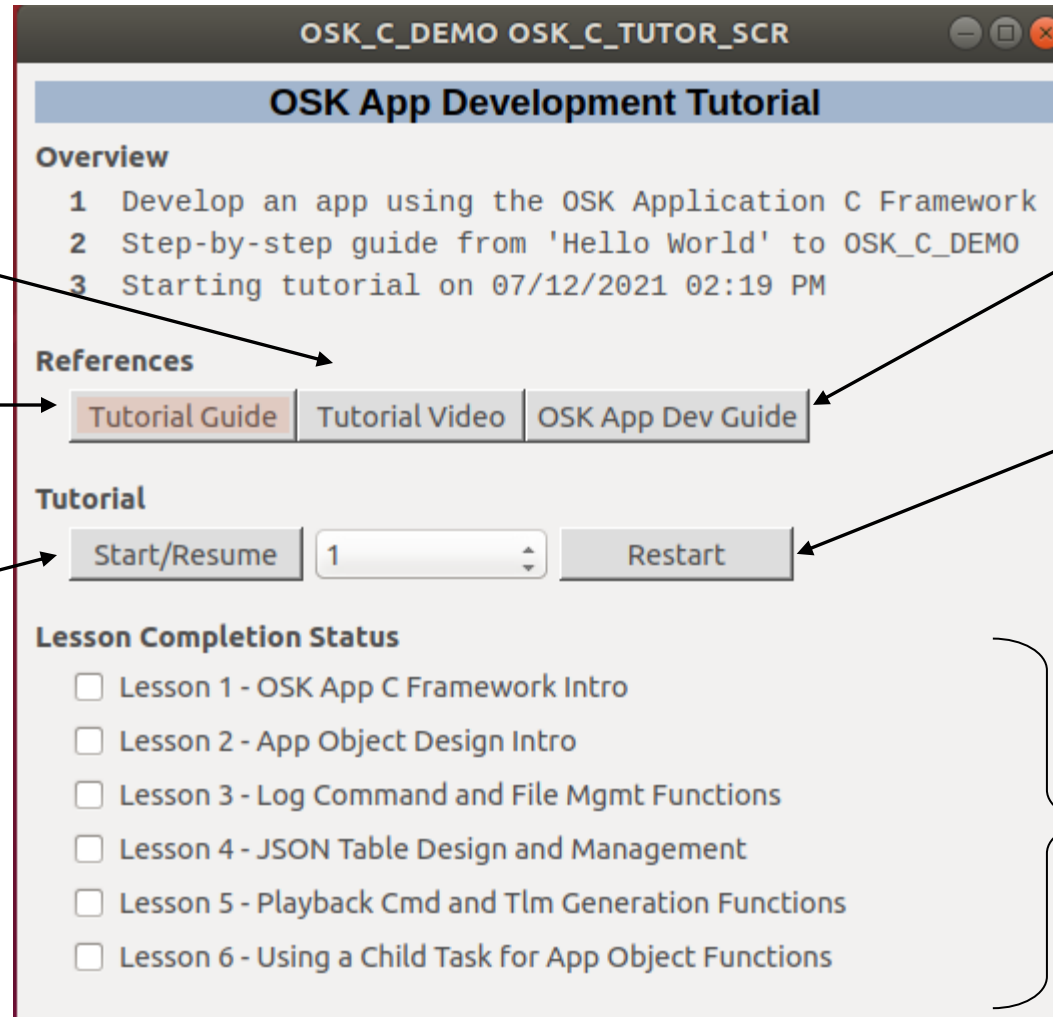 OSK_C_DEMO OSK_C_TUTOR_SCR
OSK App Development Tutorial
Overview
1 Develop an app using the OSK Application C Framework
2 Step-by-step guide from 'Hello World' to OSK_C_DEMO
3 Starting tutorial on 07/12/2021 02:19 PM
References
Tutorial Guide Tutorial Video OSK App Dev Guide
Tutorial
Start/Resume 1 Restart
Lesson Completion Status
Lesson 1 - OSK App C Framework Intro
Lesson 2 - App Object Design Intro
Lesson 3 - Log Command and File Mgmt Functions
Lesson 4 - JSON Table Design and Management
Lesson 5 - Playback Cmd and Tlm Generation Functions
Lesson 6 - Using a Child Task for App Object Functions